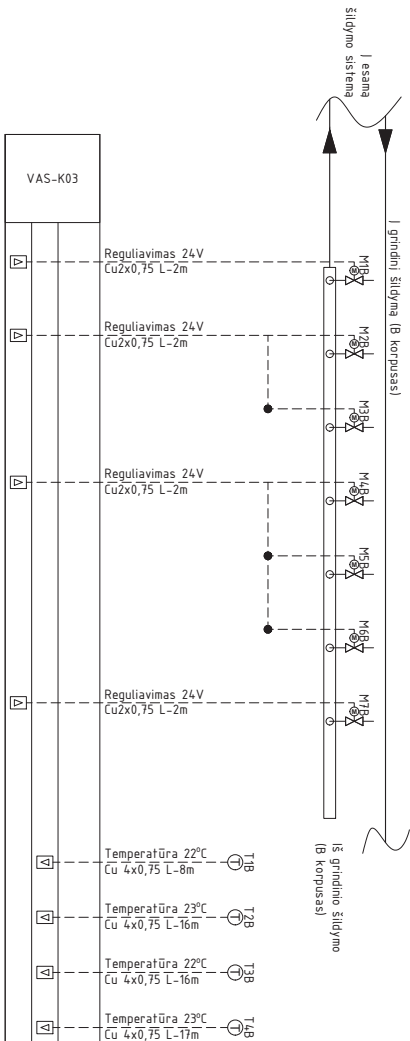 Į esamą
šildymo sistemą
Į grindinį šildymą (B korpusas)
VAS-K03
Reguliavimas 24V
Cu2x0,75 L-2m
M
M1B
Reguliavimas 24V
Cu2x0,75 L-2m
M
M2B
M
M3B
Reguliavimas 24V
Cu2x0,75 L-2m
M
M4B
M
M5B
M
M6B
Reguliavimas 24V
Cu2x0,75 L-2m
M
M7B
Iš grindinio šildymo
(B korpusas)
Temperatūra 22°C
Cu 4x0,75 L-8m
T
T1B
Temperatūra 23°C
Cu 4x0,75 L-16m
T
T2B
Temperatūra 22°C
Cu 4x0,75 L-16m
T
T3B
Temperatūra 23°C
Cu 4x0,75 L-17m
T
T4B